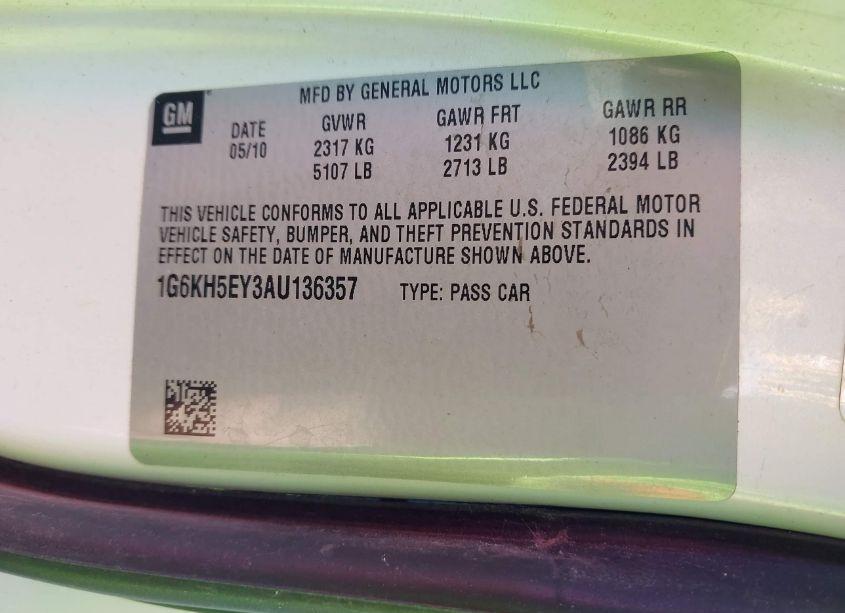 GM
MFD BY GENERAL MOTORS LLC
DATE GVWR GAWR FRT GAWR RR
05/10 2317 KG 1231 KG 1086 KG
5107 LB 2713 LB 2394 LB
THIS VEHICLE CONFORMS TO ALL APPLICABLE U.S. FEDERAL MOTOR
VEHICLE SAFETY, BUMPER, AND THEFT PREVENTION STANDARDS IN
EFFECT ON THE DATE OF MANUFACTURE SHOWN ABOVE.
1G6KH5EY3AU136357 TYPE: PASS CAR